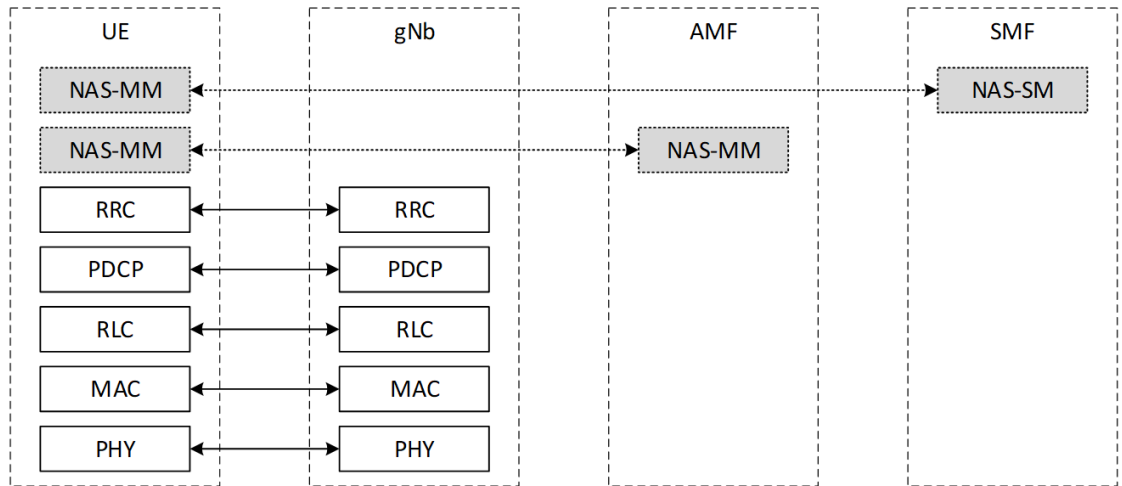 UE gNb AMF SMF
NAS-MM NAS-SM
NAS-MM NAS-MM
RRC RRC
PDCP PDCP
RLC RLC
MAC MAC
PHY PHY